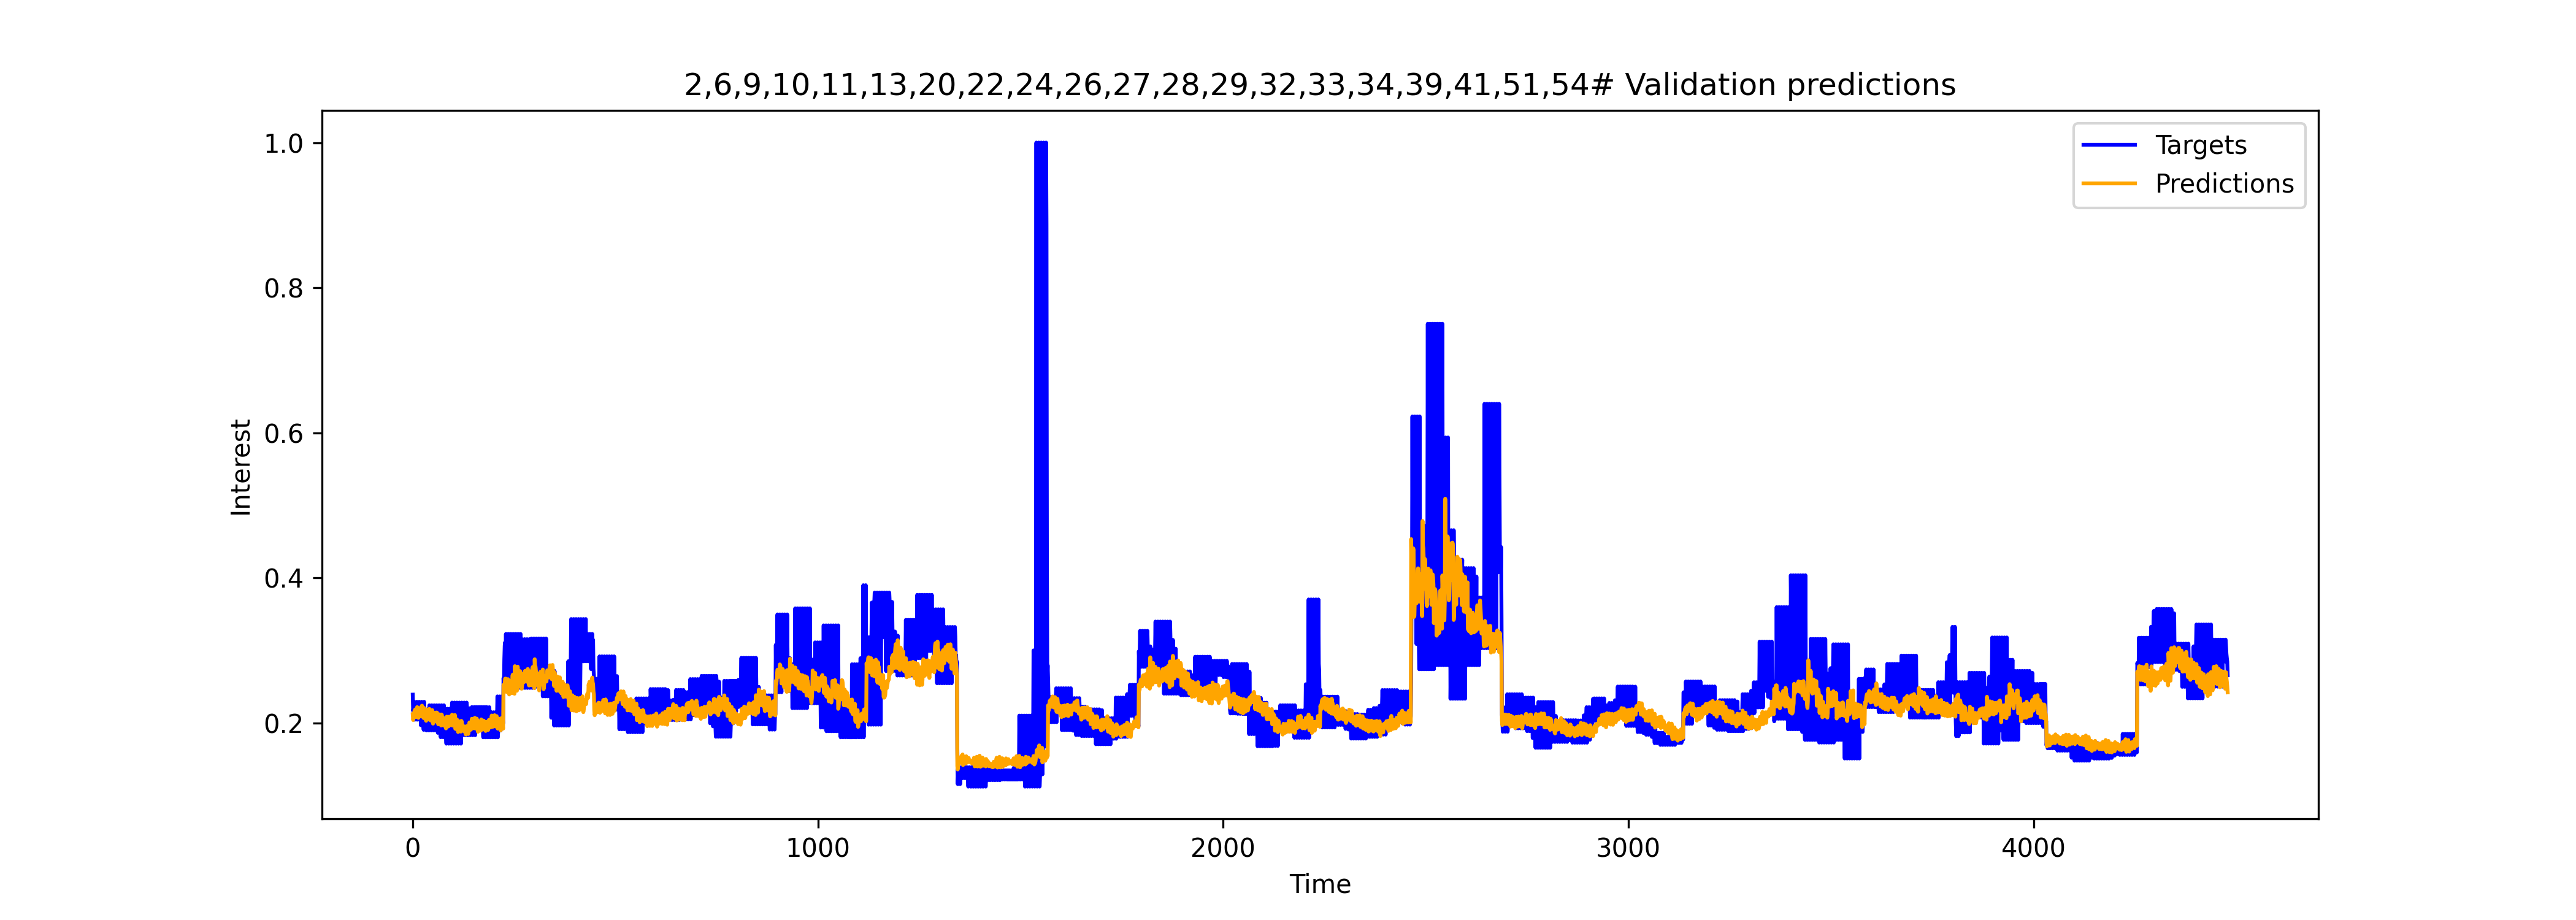 2,6,9,10,11,13,20,22,24,26,27,28,29,32,33,34,39,41,51,54# Validation predictions
Targets
Predictions
Interest
1.0
0.8
0.6
0.4
0.2
0
1000
2000
3000
4000
Time